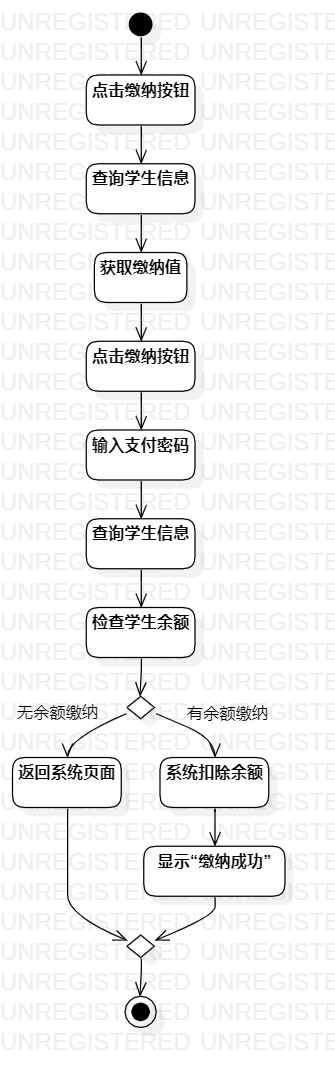 点击缴纳按钮
查询学生信息
获取缴纳值
点击缴纳按钮
输入支付密码
查询学生信息
检查学生余额
无余额缴纳
有余额缴纳
返回系统页面
系统扣除余额
显示“缴纳成功”
UNREGISTERED